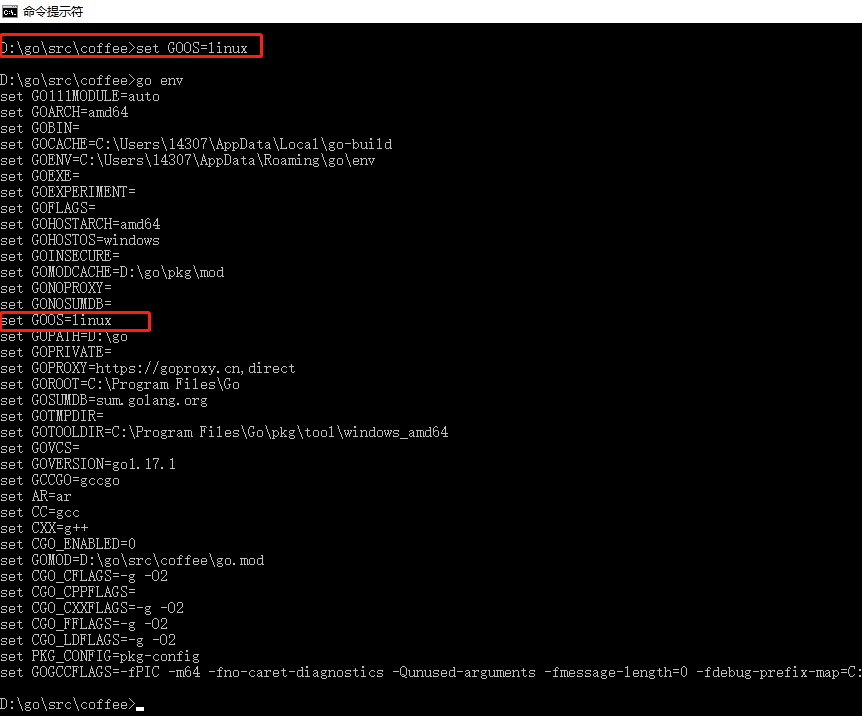 命令提示符
D:\go\src\coffee>set GOOS=linux
D:\go\src\coffee>go env
set GO111MODULE=auto
set GOARCH=amd64
set GOBIN=
set GOCACHE=C:\Users\14307\AppData\Local\go-build
set GOENV=C:\Users\14307\AppData\Roaming\go\env
set GOEXE=
set GOEXPERIMENT=
set GOFLAGS=
set GOHOSTARCH=amd64
set GOHOSTOS=windows
set GOINSECURE=
set GOMODCACHE=D:\go\pkg\mod
set GONOPROXY=
set GONOSUMDB=
set GOOS=linux
set GOPATH=D:\go
set GOPRIVATE=
set GOPROXY=https://goproxy.cn,direct
set GOROOT=C:\Program Files\Go
set GOSUMDB=sum.golang.org
set GOTMPDIR=
set GOTOOLDIR=C:\Program Files\Go\pkg\tool\windows_amd64
set GOVCS=
set GOVERSION=go1.17.1
set GCCGO=gccgo
set AR=ar
set CC=gcc
set CXX=g++
set CGO_ENABLED=0
set GOMOD=D:\go\src\coffee\go.mod
set CGO_CFLAGS=-g -O2
set CGO_CPPFLAGS=
set CGO_CXXFLAGS=-g -O2
set CGO_FFLAGS=-g -O2
set CGO_LDFLAGS=-g -O2
set PKG_CONFIG=pkg-config
set GOGCCFLAGS=-fPIC -m64 -fno-caret-diagnostics -Qunused-arguments -fmessage-length=0 -fdebug-prefix-map=C:
D:\go\src\coffee>